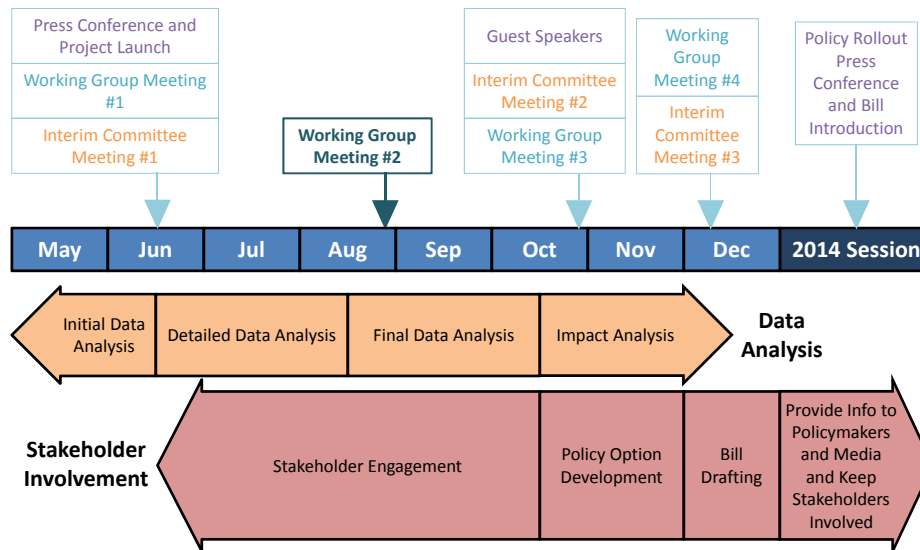 Press Conference and
Project Launch
Working Group Meeting
#1
Interim Committee
Meeting #1
Working Group
Meeting #2
Guest Speakers
Interim Committee
Meeting #2
Working Group
Meeting #3
Working
Group
Meeting #4
Interim
Committee
Meeting #3
Policy Rollout
Press
Conference
and Bill
Introduction
May
Jun
Jul
Aug
Sep
Oct
Nov
Dec
2014 Session
Initial Data
Analysis
Detailed Data Analysis
Final Data Analysis
Impact Analysis
Data
Analysis
Stakeholder
Involvement
Stakeholder Engagement
Policy Option
Development
Bill
Drafting
Provide Info to
Policymakers
and Media
and Keep
Stakeholders
Involved